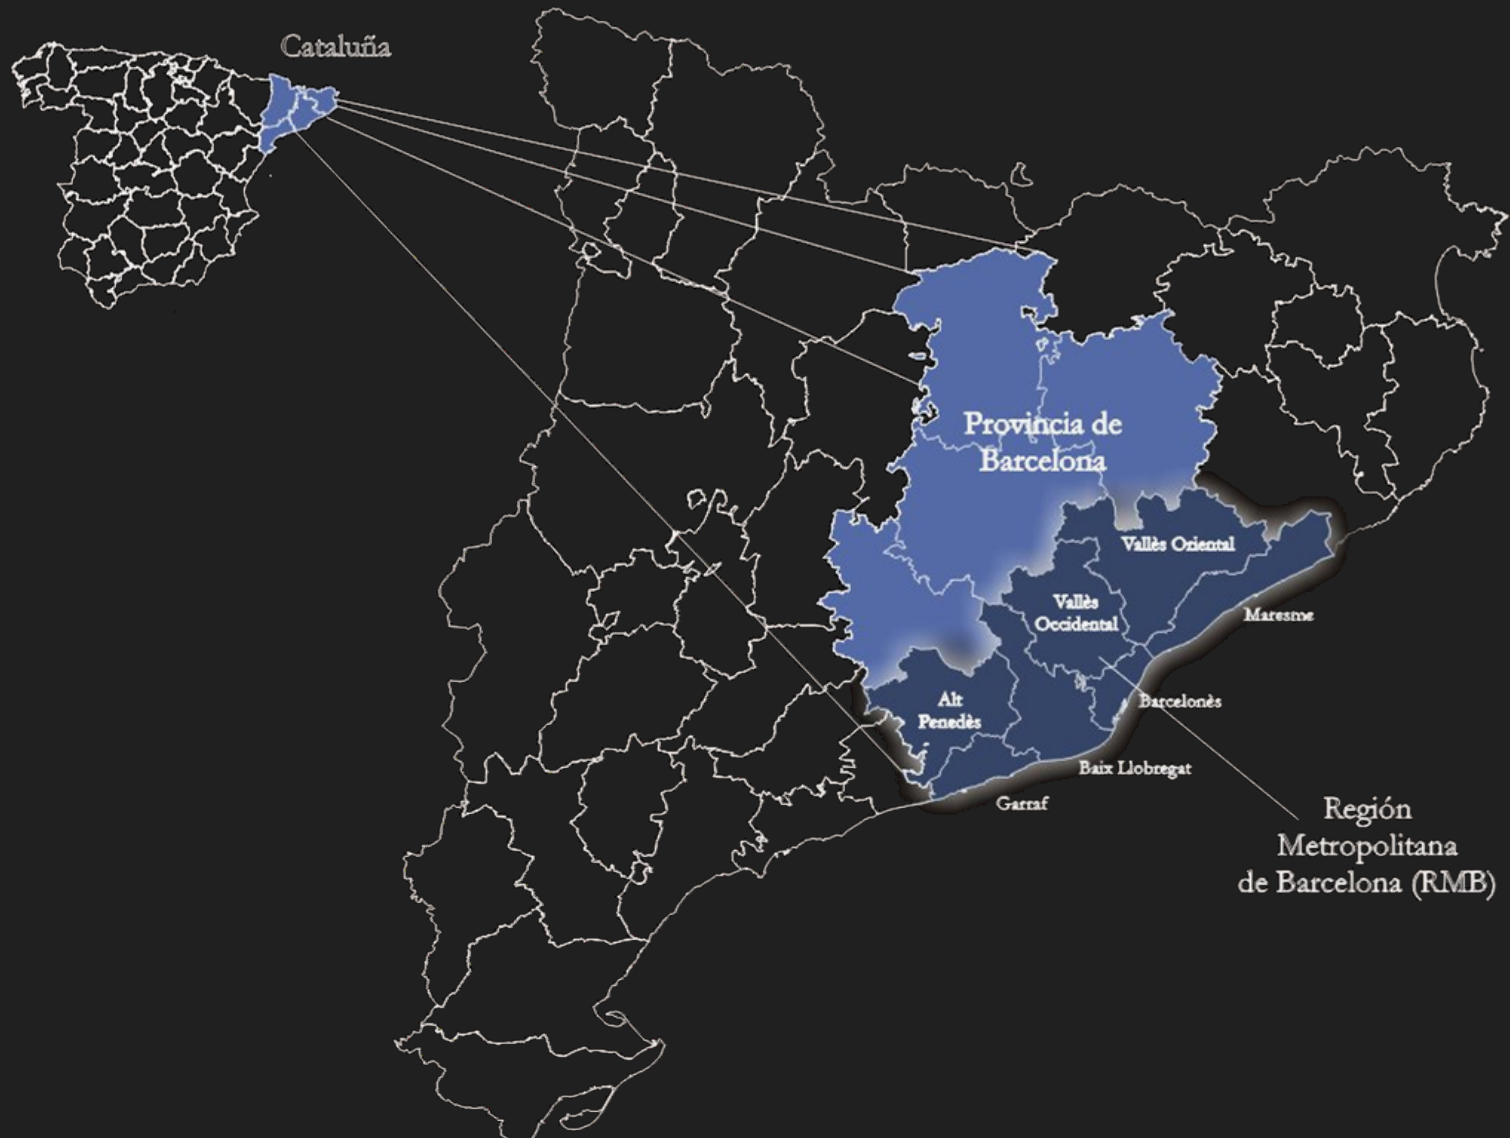 Cataluña
Provincia de
Barcelona
Vallès Oriental
Vallès
Occidental
Maresme
Alt
Penedès
Barcelonès
Baix Llobregat
Garraf
Región
Metropolitana
de Barcelona (RMB)